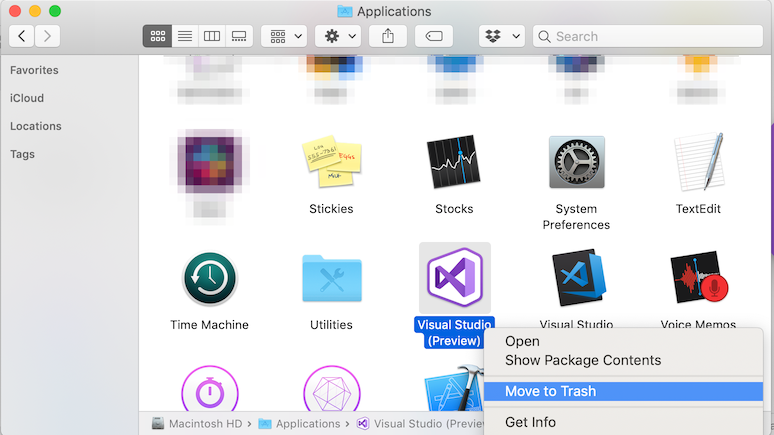 Applications
Search
Favorites
iCloud
Locations
Tags
Stickies
Stocks
System
Preferences
TextEdit
Time Machine
Utilities
Visual Studio
(Preview)
Visual Studio
Voice Memos
Open
Show Package Contents
Move to Trash
Get Info
Macintosh HD
Applications
Visual Studio (Previe